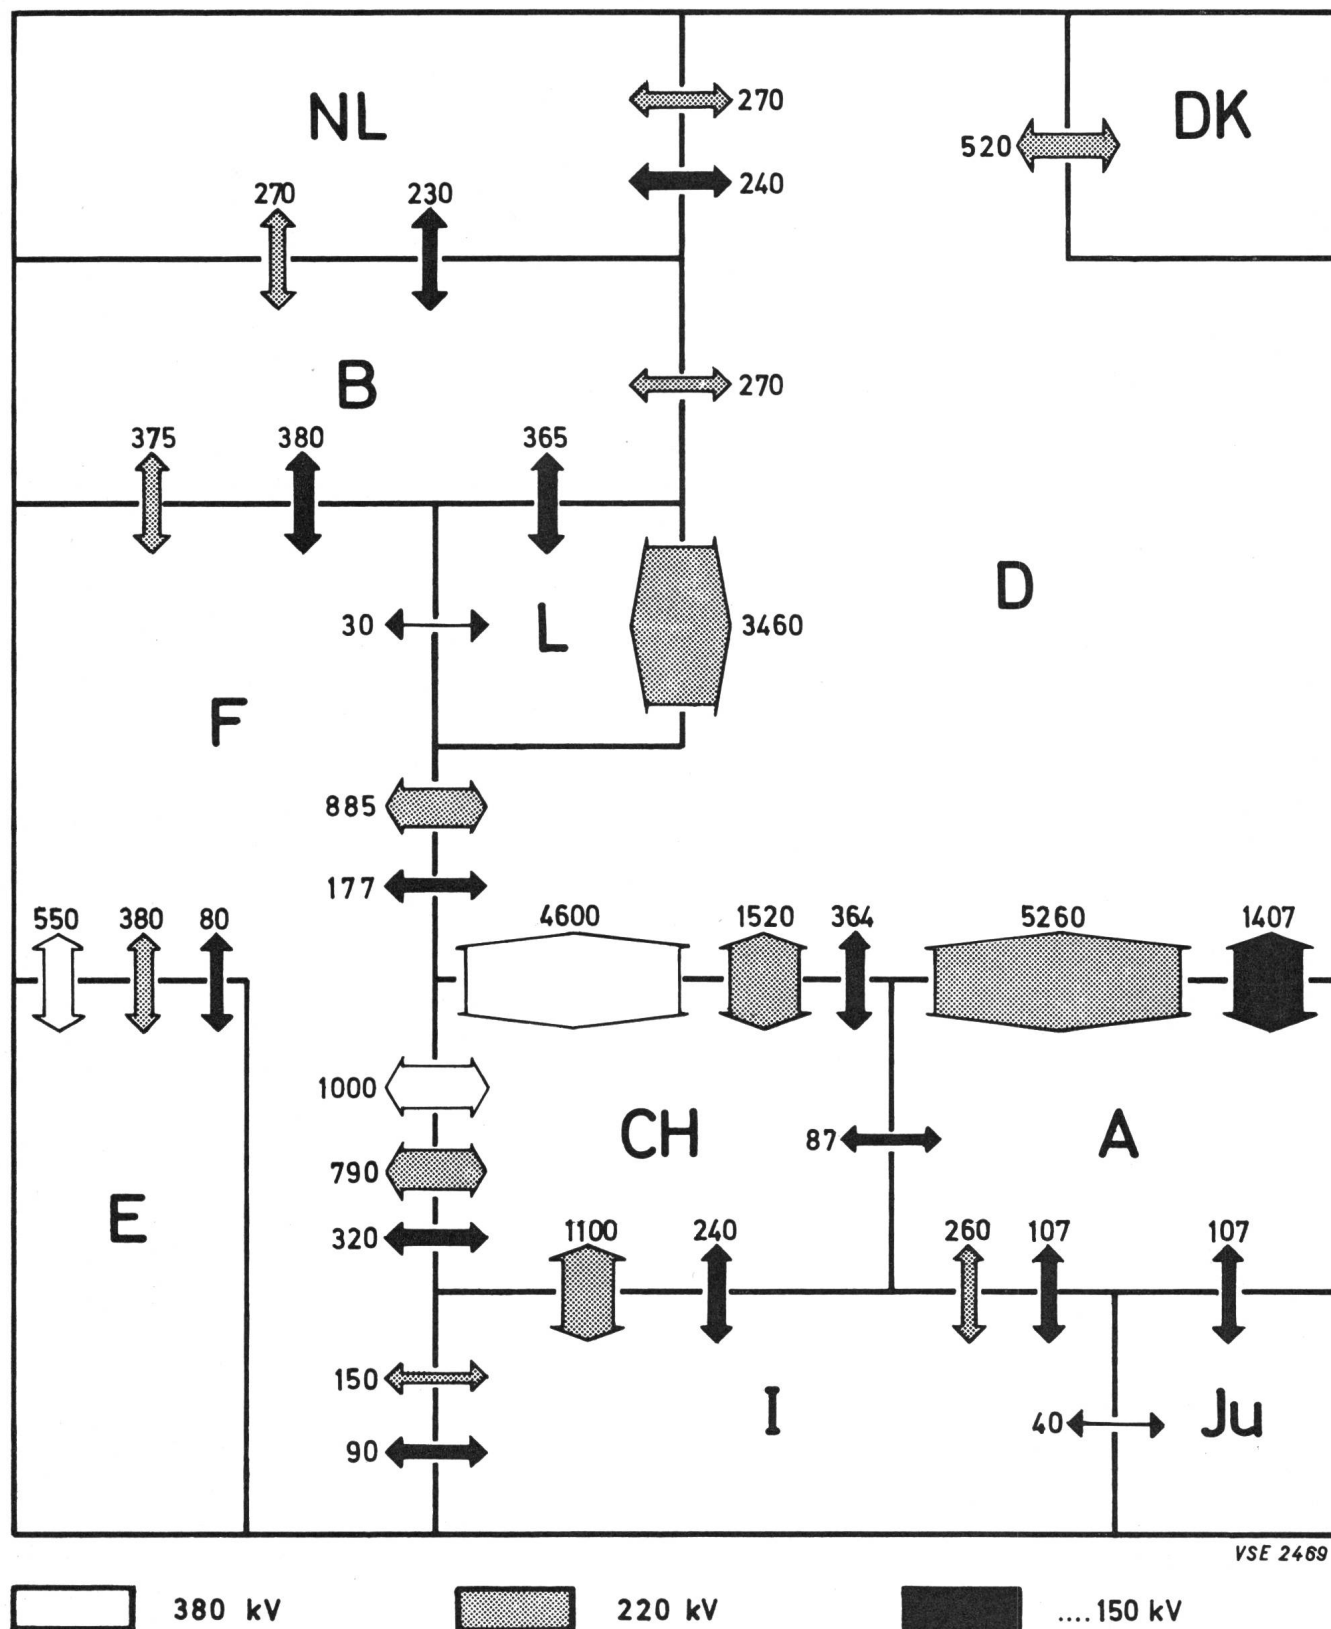 NL 270 DK
520
240
270 230
B 270
375 380 365
D
30 L 3460
F
885
177
550 380 80 4600 1520 364 5260 1407
1000
CH 87 A
790
E
320 1100 240 260 107 107
150
I 40 Ju
90
VSE 2469
380 kV 220 kV ....150 kV